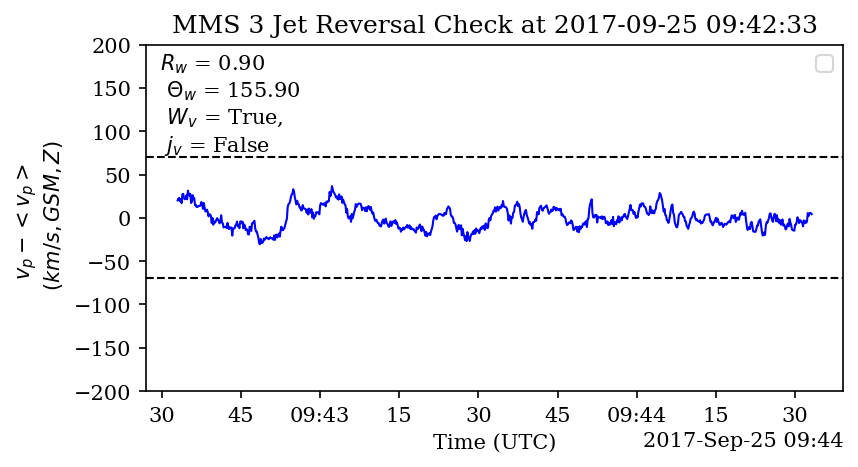 MMS 3 Jet Reversal Check at 2017-09-25 09:42:33
200
150
100
50
0
−50
−100
−150
−200
v_p − < v_p >
(km/s, GSM, Z)
R_w = 0.90
Θ_w = 155.90
W_v = True,
j_v = False
30 45 09:43 15 30 45 09:44 15 30
Time (UTC)
2017-Sep-25 09:44